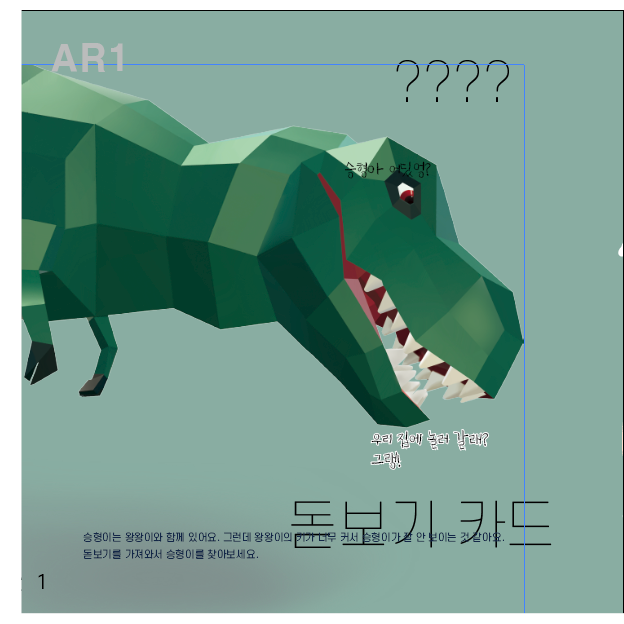 AR1
????
승형아 어딨엉?
우리 집에 놀러 갈래?
그랭!
돋보기 카드
승형이는 왕왕이와 함께 있어요. 그런데 왕왕이의 키가 너무 커서 승형이가 잘 안 보이는 것 같아요.
돋보기를 가져와서 승형이를 찾아보세요.
1